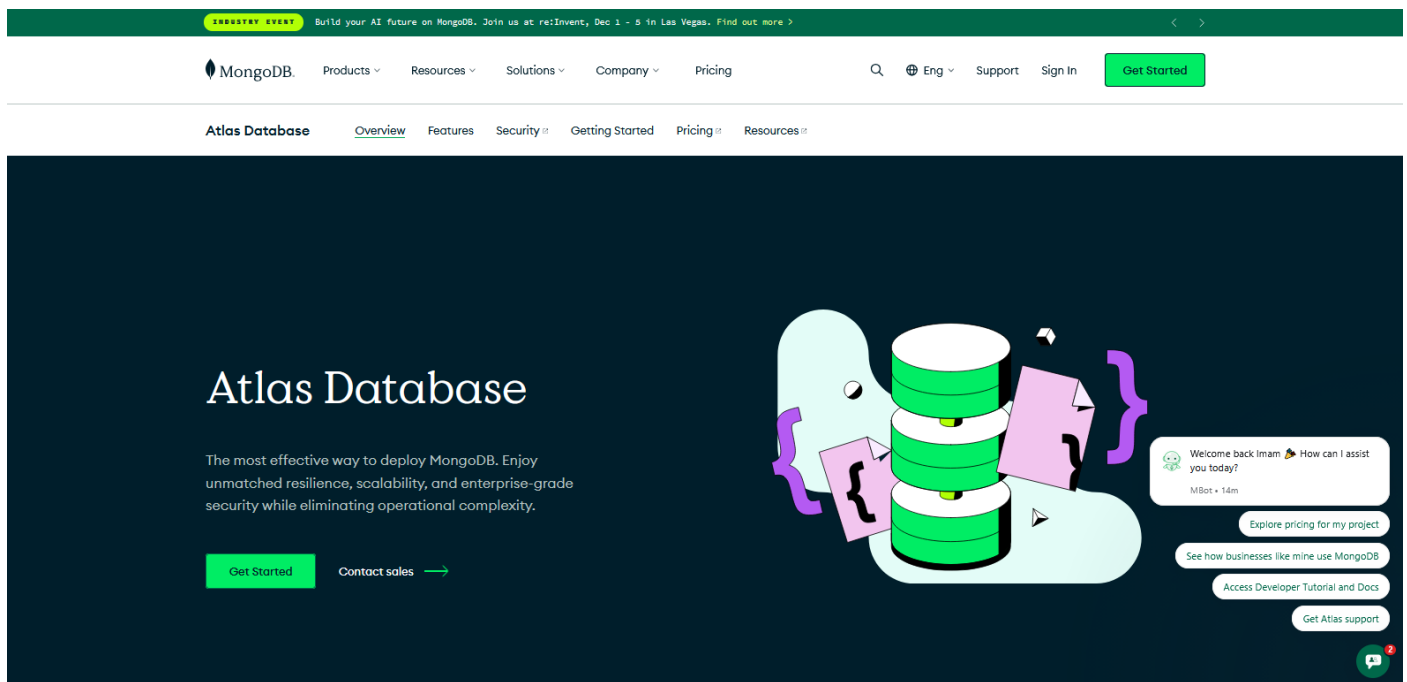 INDUSTRY EVENT Build your AI future on MongoDB. Join us at re:Invent, Dec 1 - 5 in Las Vegas. Find out more >
MongoDB. Products Resources Solutions Company Pricing Eng Support Sign In Get Started
Atlas Database Overview Features Security Getting Started Pricing Resources
Atlas Database
The most effective way to deploy MongoDB. Enjoy
unmatched resilience, scalability, and enterprise-grade
security while eliminating operational complexity.
Get Started Contact sales
{ { } }
Welcome back Imam 🎉 How can I assist
you today?
MBot • 14m
Explore pricing for my project
See how businesses like mine use MongoDB
Access Developer Tutorial and Docs
Get Atlas support
2